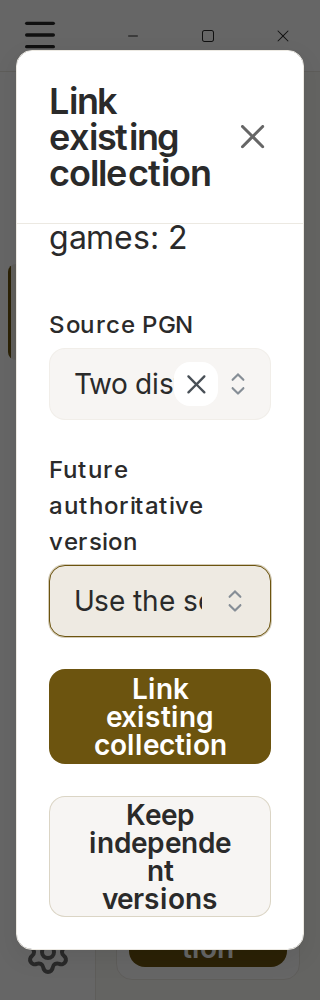 Link
existing
collection
games: 2
Source PGN
Two dis
Future
authoritative
version
Use the s
Link
existing
collection
Keep
independe
nt
versions
tion